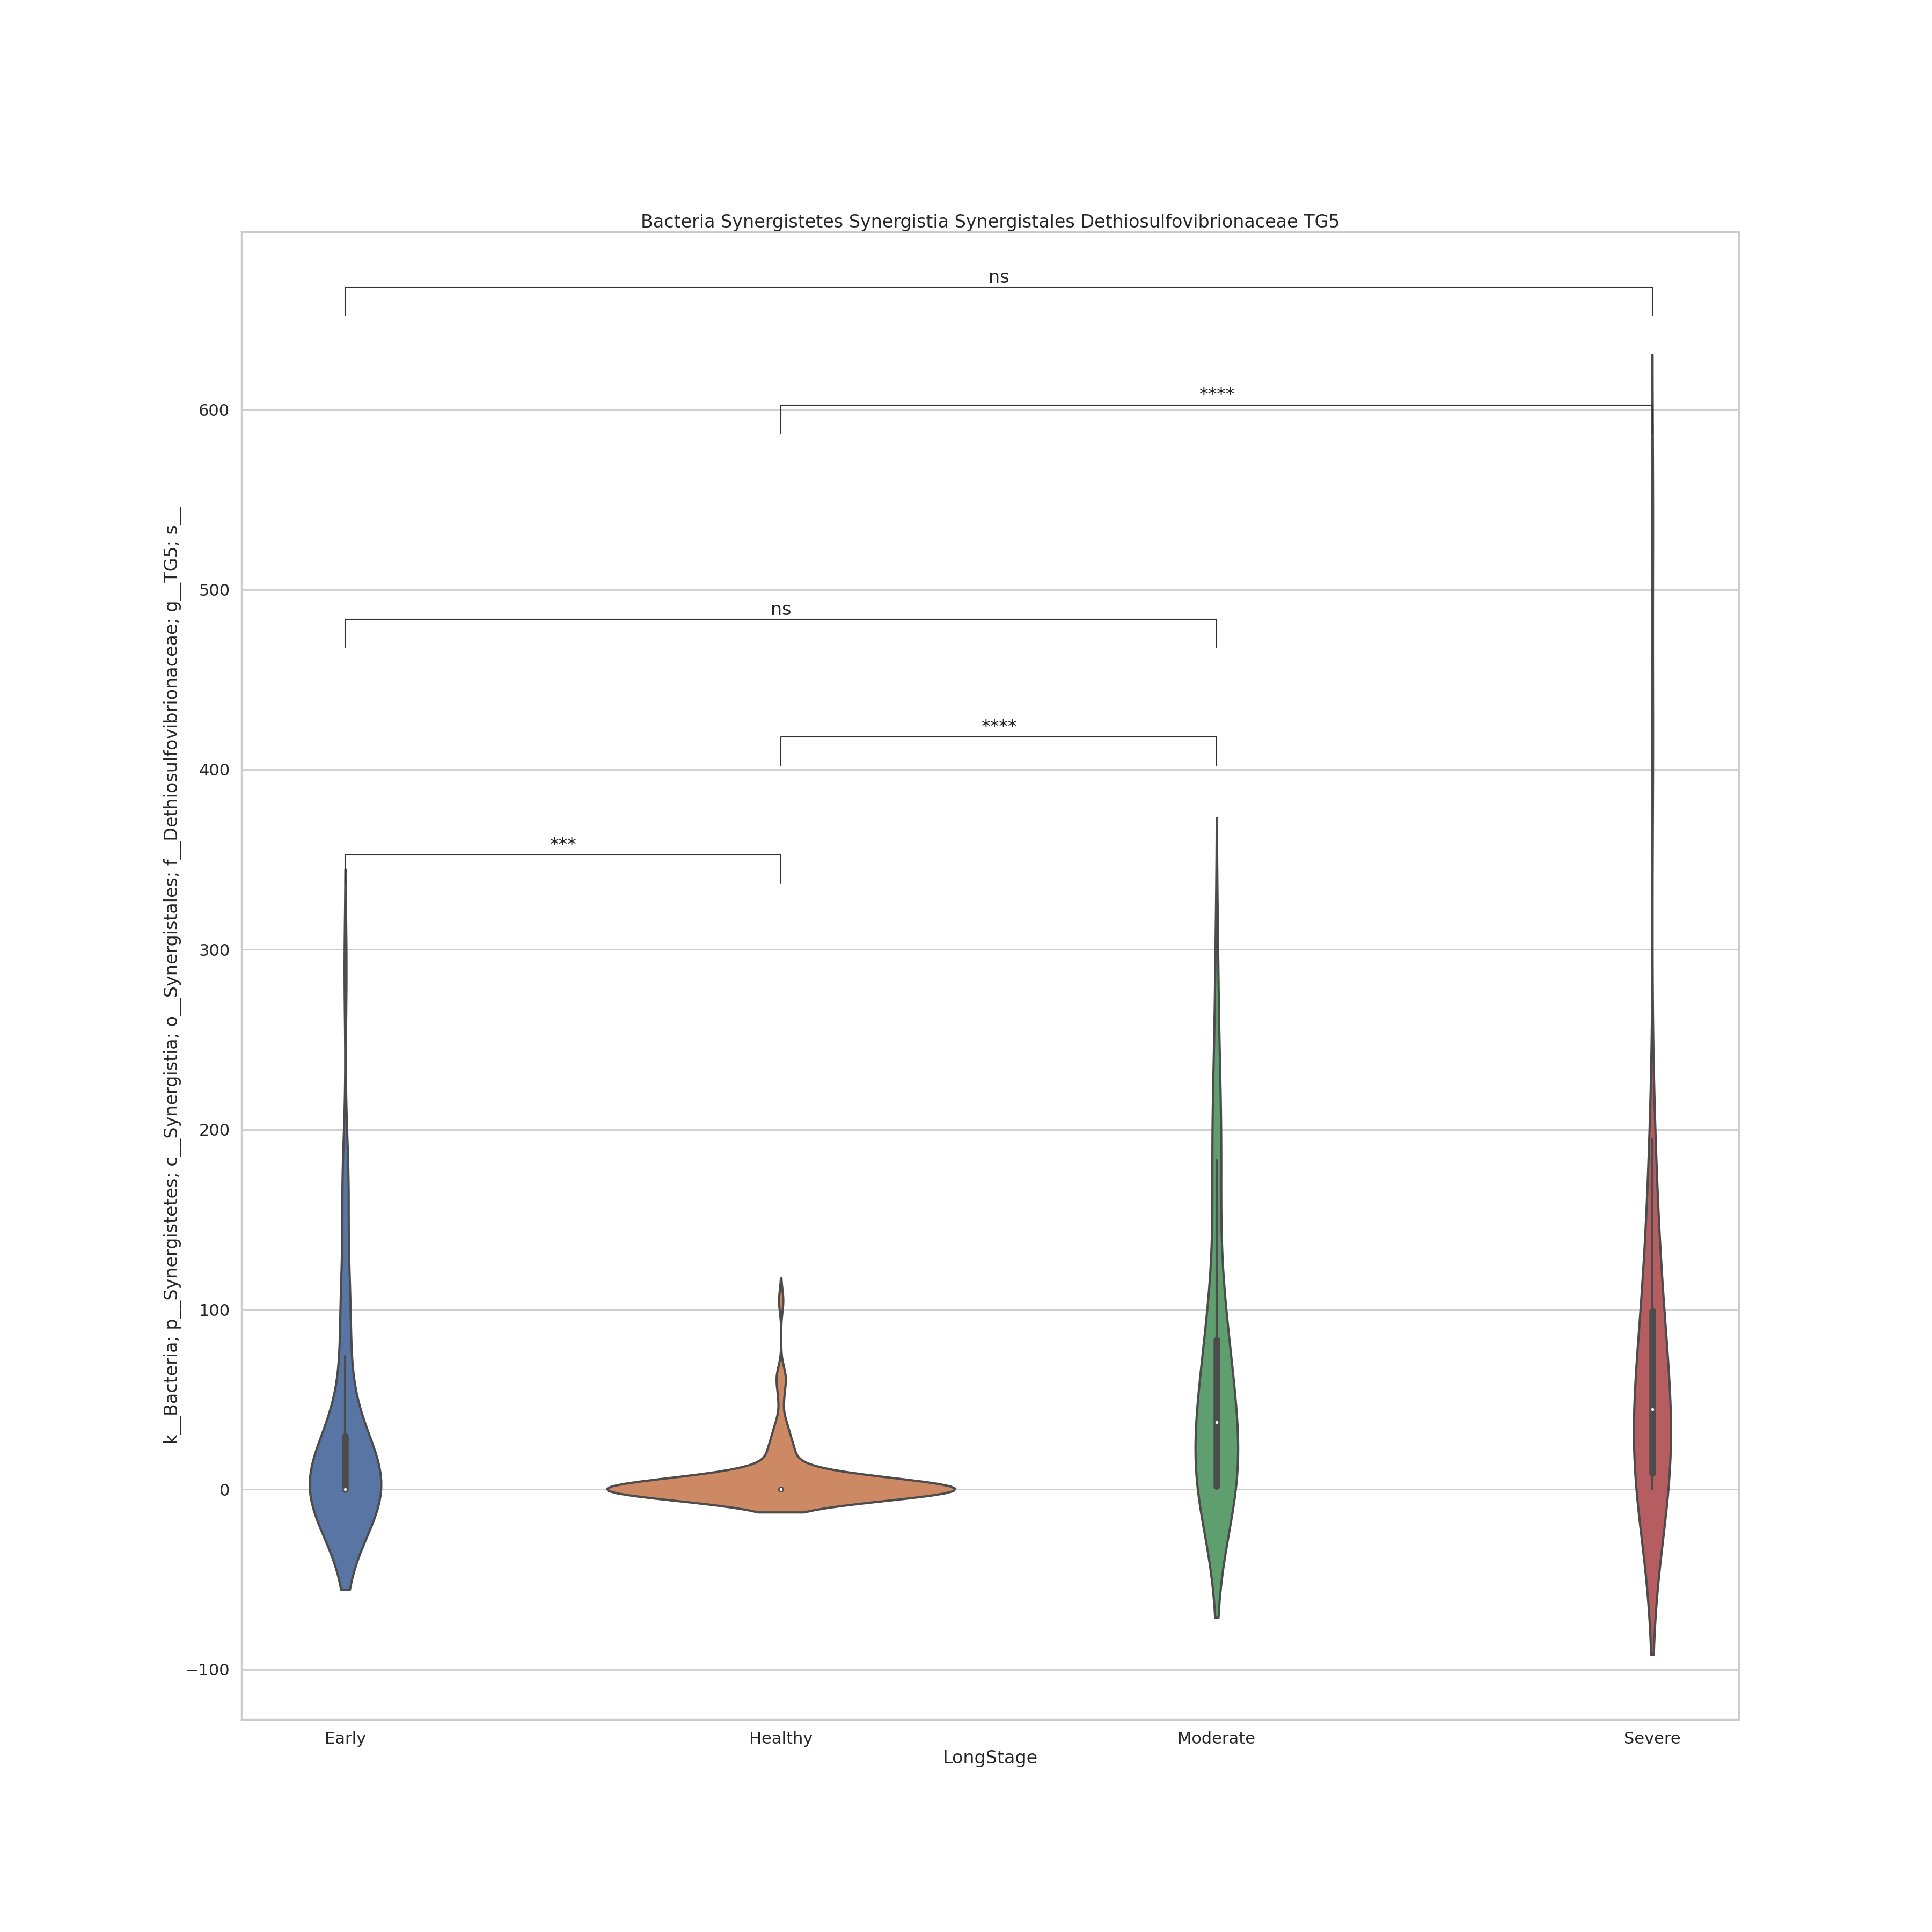 Bacteria Synergistetes Synergistia Synergistales Dethiosulfovibrionaceae TG5
ns
****
ns
****
***
k__Bacteria; p__Synergistetes; c__Synergistia; o__Synergistales; f__Dethiosulfovibrionaceae; g__TG5; s__
600
500
400
300
200
100
0
−100
Early Healthy Moderate Severe
LongStage